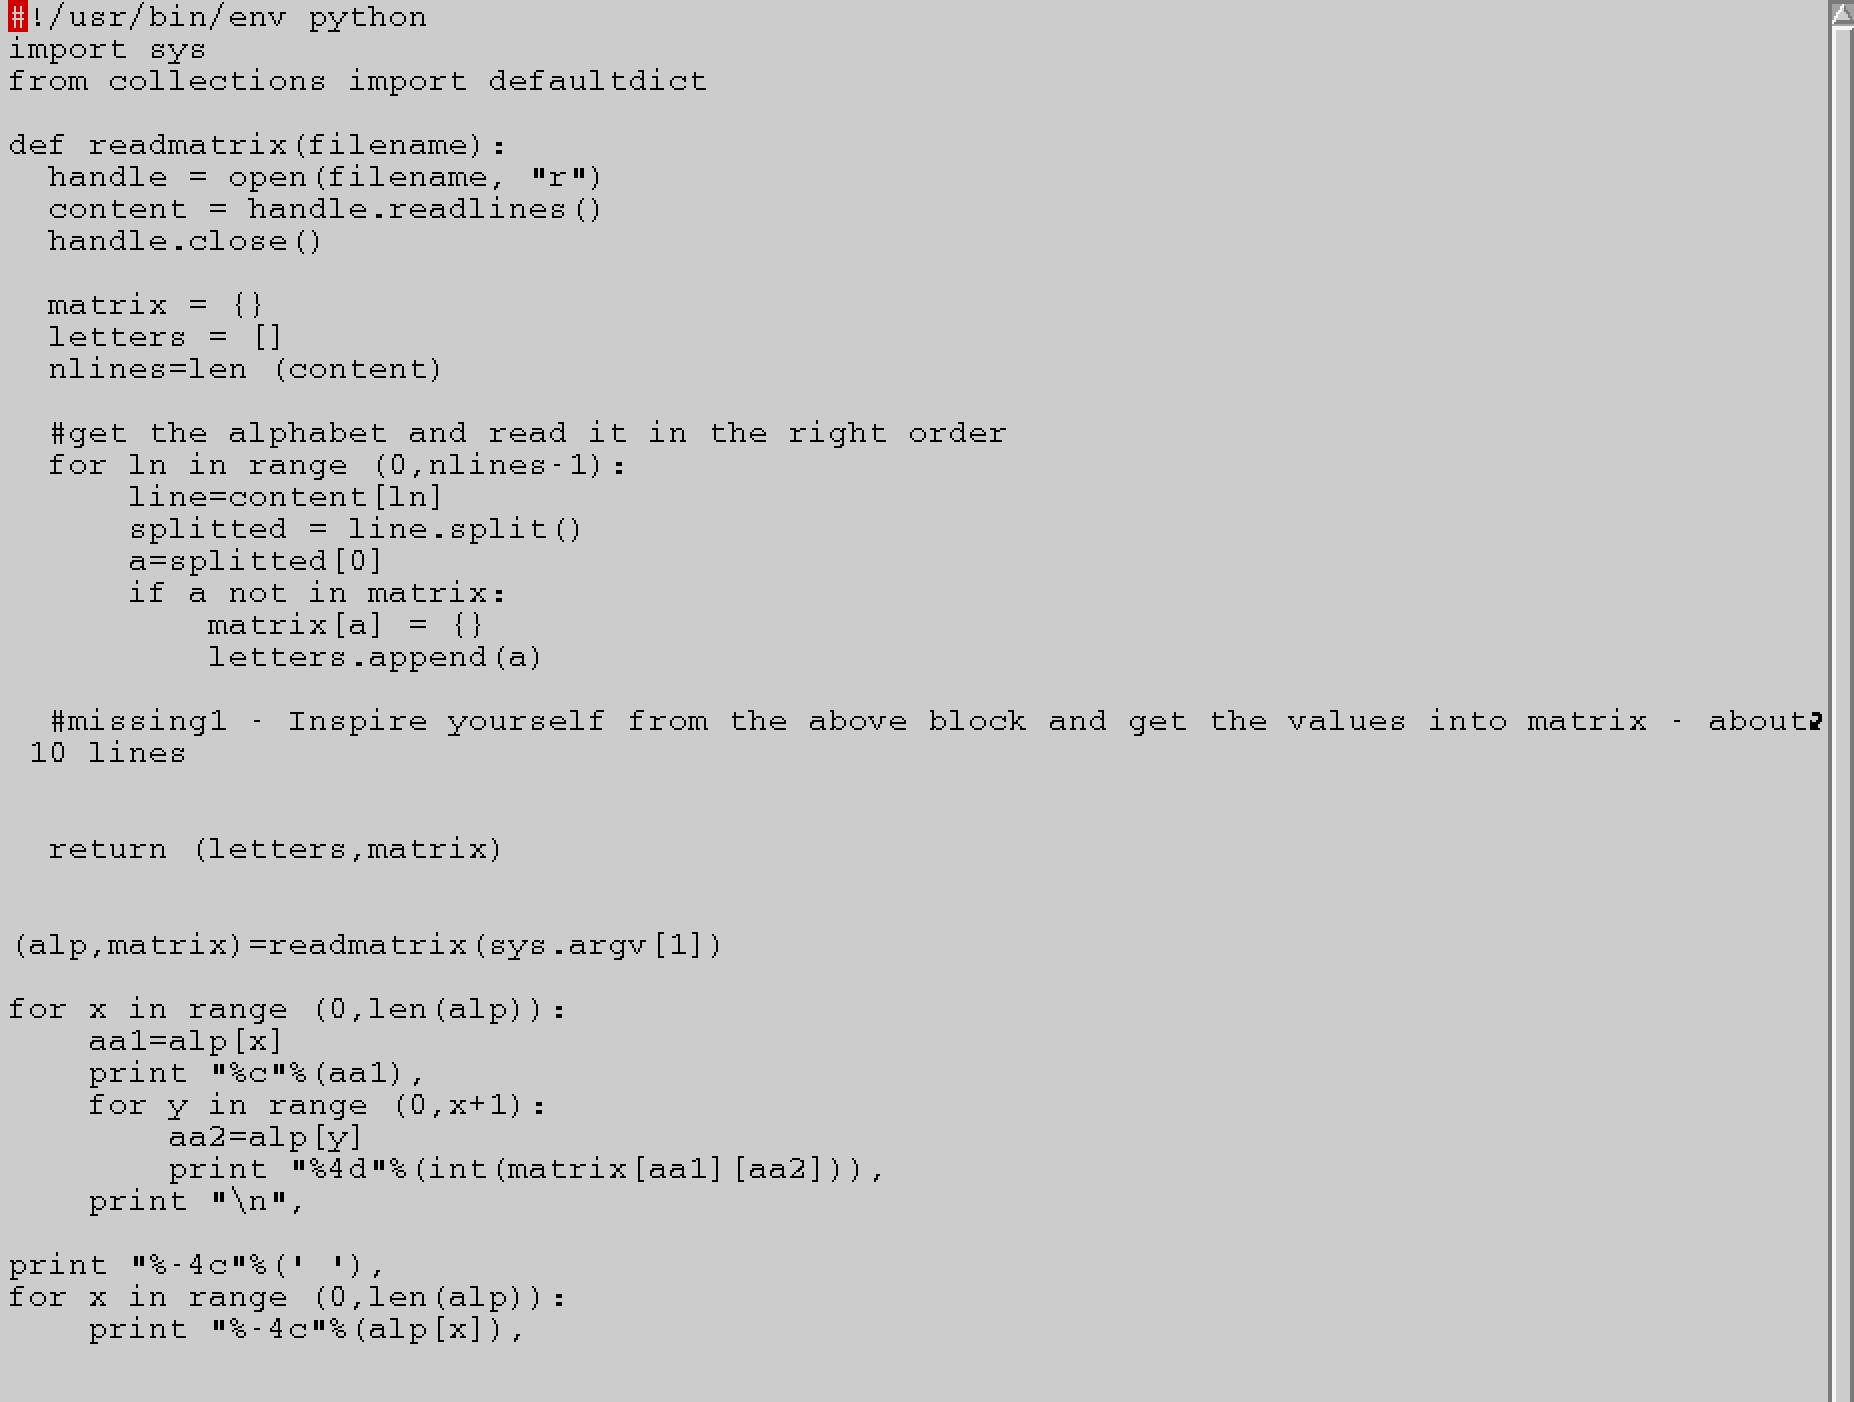 #!/usr/bin/env python
import sys
from collections import defaultdict

def readmatrix(filename):
  handle = open(filename, "r")
  content = handle.readlines()
  handle.close()

  matrix = {}
  letters = []
  nlines=len (content)

  #get the alphabet and read it in the right order
  for ln in range (0,nlines-1):
      line=content[ln]
      splitted = line.split()
      a=splitted[0]
      if a not in matrix:
          matrix[a] = {}
          letters.append(a)

  #missing1 - Inspire yourself from the above block and get the values into matrix - about
 10 lines


  return (letters,matrix)


(alp,matrix)=readmatrix(sys.argv[1])

for x in range (0,len(alp)):
    aa1=alp[x]
    print "%c"%(aa1),
    for y in range (0,x+1):
        aa2=alp[y]
        print "%4d"%(int(matrix[aa1][aa2])),
    print "\n",

print "%-4c"%(' '),
for x in range (0,len(alp)):
    print "%-4c"%(alp[x]),